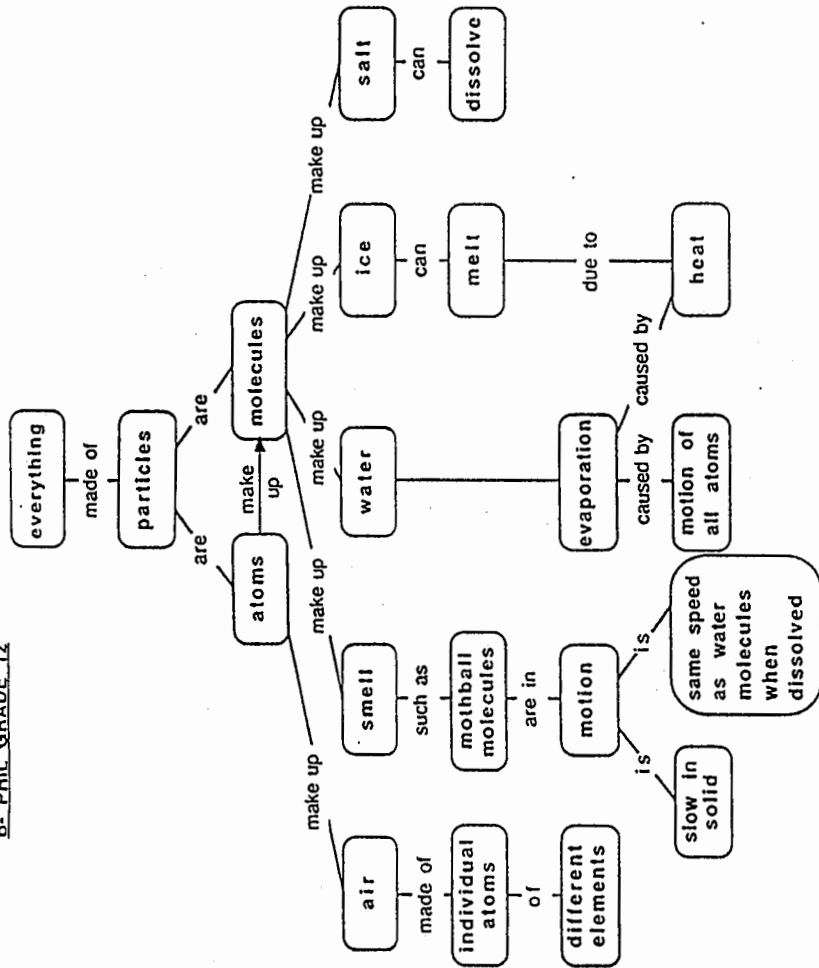 B- PHIL GRADE 12
everything
made of
particles
are
are
atoms
make
up
molecules
make up
make up
make up
make up
make up
air
smell
water
ice
salt
made of
such as
can
can
individual
atoms
mothball
molecules
melt
dissolve
of
are in
due to
different
elements
motion
evaporation
is
is
caused by
caused by
slow in
solid
same speed
as water
molecules
when
dissolved
motion of
all atoms
heat